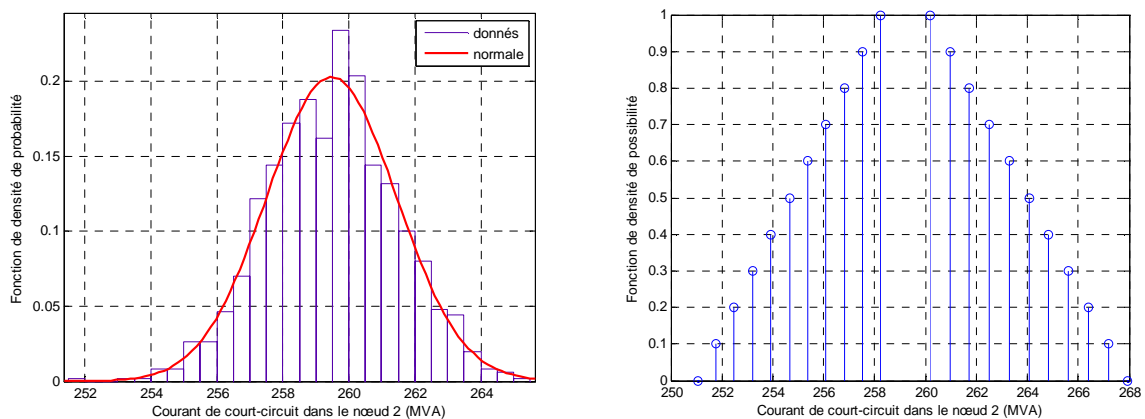 donnés
normale
0.2
0.15
0.1
0.05
0
252 254 256 258 260 262 264
Fonction de densité de probabilité
Courant de court-circuit dans le nœud 2 (MVA)
1
0.9
0.8
0.7
0.6
0.5
0.4
0.3
0.2
0.1
0
250 252 254 256 258 260 262 264 266 268
Fonction de densité de possibilité
Courant de court-circuit dans le nœud 2 (MVA)